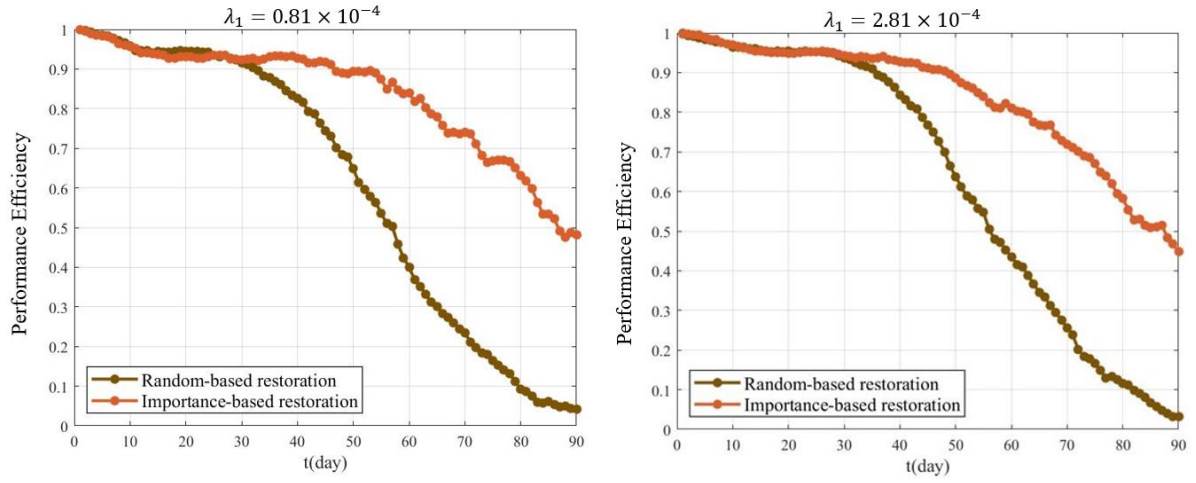 λ₁ = 0.81 × 10⁻⁴
Performance Efficiency
1
0.9
0.8
0.7
0.6
0.5
0.4
0.3
0.2
0.1
0
Random-based restoration
Importance-based restoration
0 10 20 30 40 50 60 70 80 90
t(day)
λ₁ = 2.81 × 10⁻⁴
Performance Efficiency
1
0.9
0.8
0.7
0.6
0.5
0.4
0.3
0.2
0.1
0
Random-based restoration
Importance-based restoration
0 10 20 30 40 50 60 70 80 90
t(day)